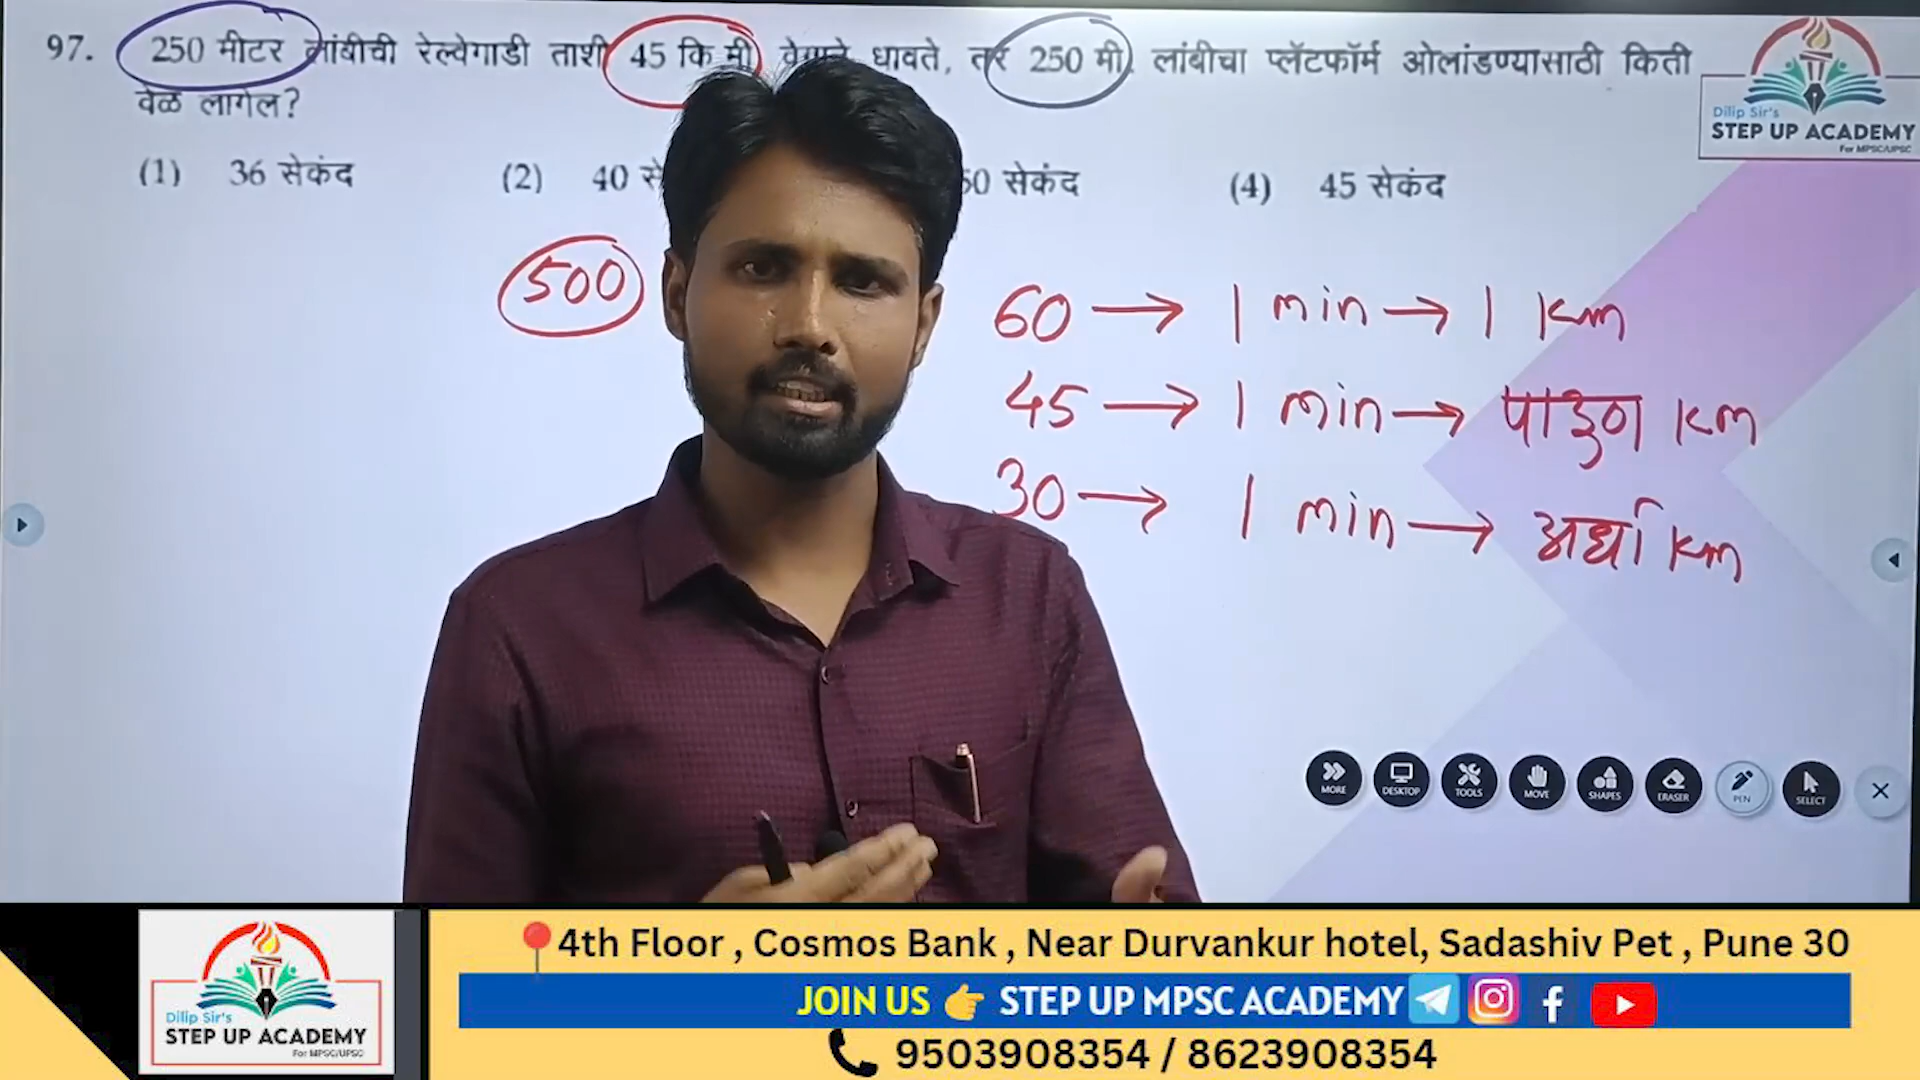 97. 250 मीटर लांबीची रेल्वेगाडी ताशी 45 कि मी वेगाने धावते, तर 250 मी. लांबीचा प्लॅटफॉर्म ओलांडण्यासाठी किती
वेळ लागेल?
(1) 36 सेकंद (2) 40 से 50 सेकंद (4) 45 सेकंद
Dilip Sir's
STEP UP ACADEMY
For MPSC/UPSC
500
60 → 1 min → 1 km
45 → 1 min → पाऊण km
30 → 1 min → अर्धा km
MORE DESKTOP TOOLS MOVE SHAPES ERASER PEN SELECT
Dilip Sir's
STEP UP ACADEMY
For MPSC/UPSC
4th Floor , Cosmos Bank , Near Durvankur hotel, Sadashiv Pet , Pune 30
JOIN US 👉 STEP UP MPSC ACADEMY
9503908354 / 8623908354